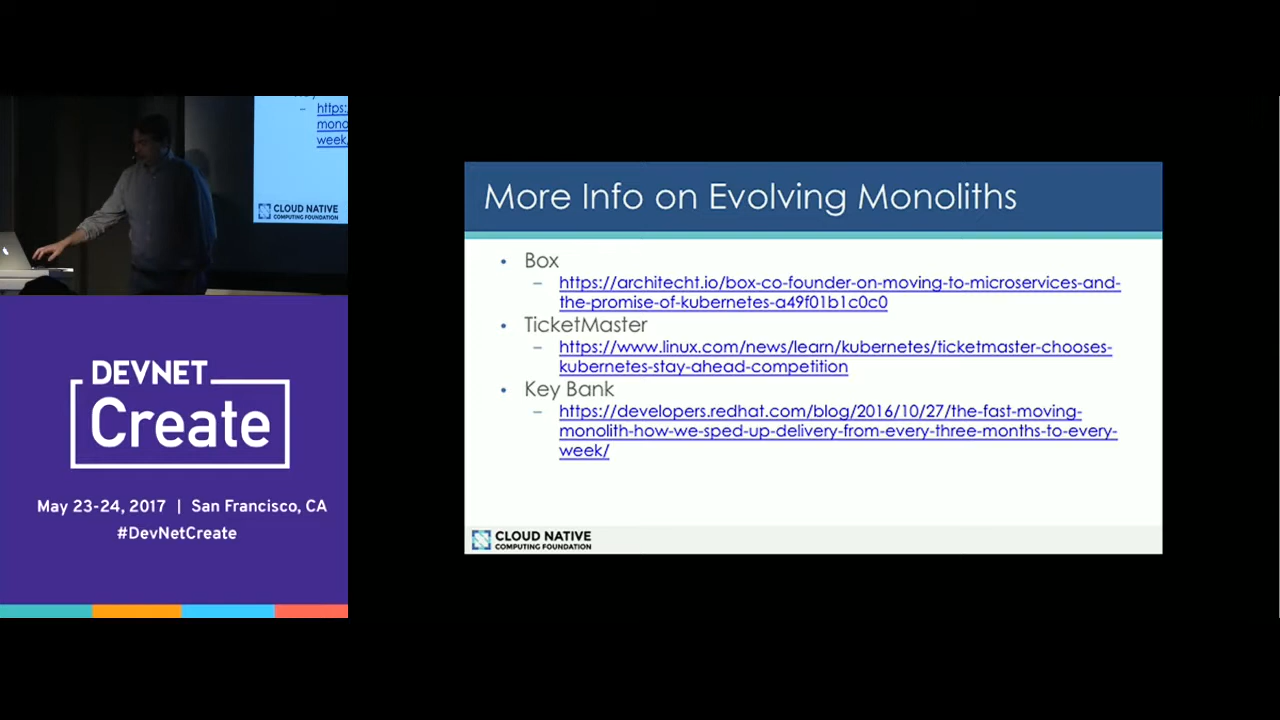 https:
mono
week
CLOUD NATIVE
COMPUTING FOUNDATION
DEVNET
Create
May 23-24, 2017 | San Francisco, CA
#DevNetCreate
More Info on Evolving Monoliths
• Box
– https://architecht.io/box-co-founder-on-moving-to-microservices-and-
the-promise-of-kubernetes-a49f01b1c0c0
• TicketMaster
– https://www.linux.com/news/learn/kubernetes/ticketmaster-chooses-
kubernetes-stay-ahead-competition
• Key Bank
– https://developers.redhat.com/blog/2016/10/27/the-fast-moving-
monolith-how-we-sped-up-delivery-from-every-three-months-to-every-
week/
CLOUD NATIVE
COMPUTING FOUNDATION